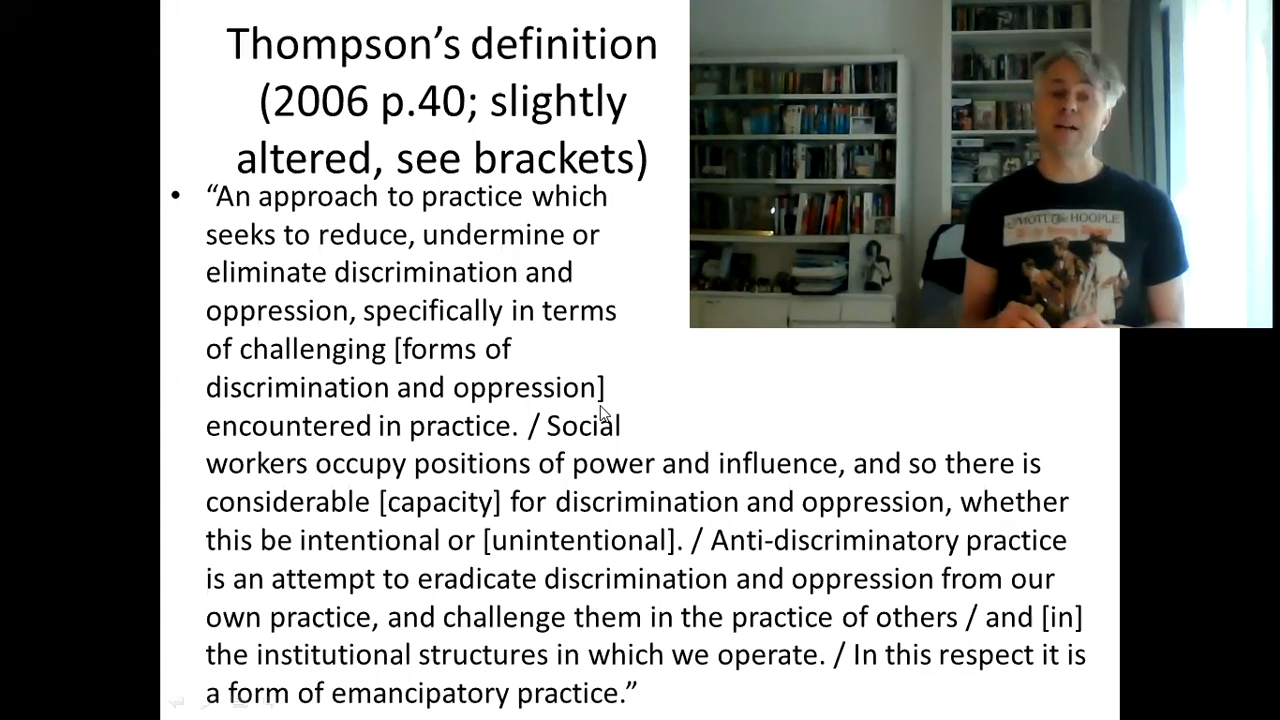 Thompson’s definition
(2006 p.40; slightly
altered, see brackets)
• “An approach to practice which
seeks to reduce, undermine or
eliminate discrimination and
oppression, specifically in terms
of challenging [forms of
discrimination and oppression]
encountered in practice. / Social
workers occupy positions of power and influence, and so there is
considerable [capacity] for discrimination and oppression, whether
this be intentional or [unintentional]. / Anti-discriminatory practice
is an attempt to eradicate discrimination and oppression from our
own practice, and challenge them in the practice of others / and [in]
the institutional structures in which we operate. / In this respect it is
a form of emancipatory practice.”
HOOPLE